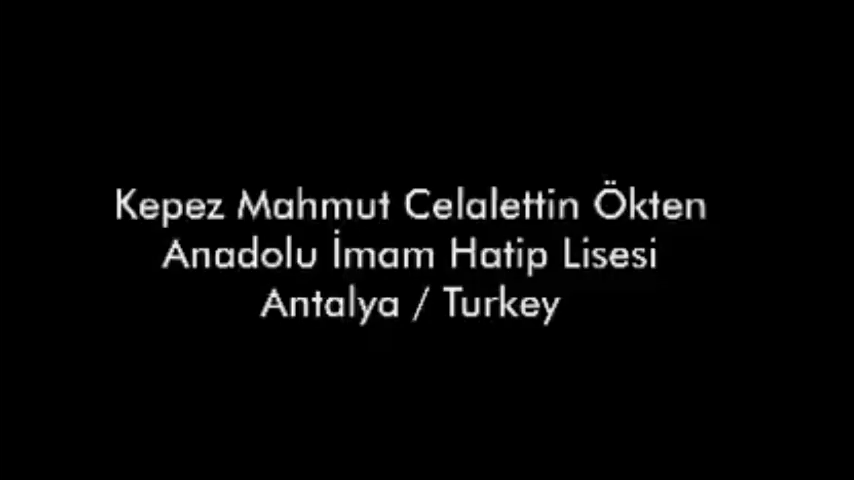 Kepez Mahmut Celalettin Ökten
Anadolu İmam Hatip Lisesi
Antalya / Turkey